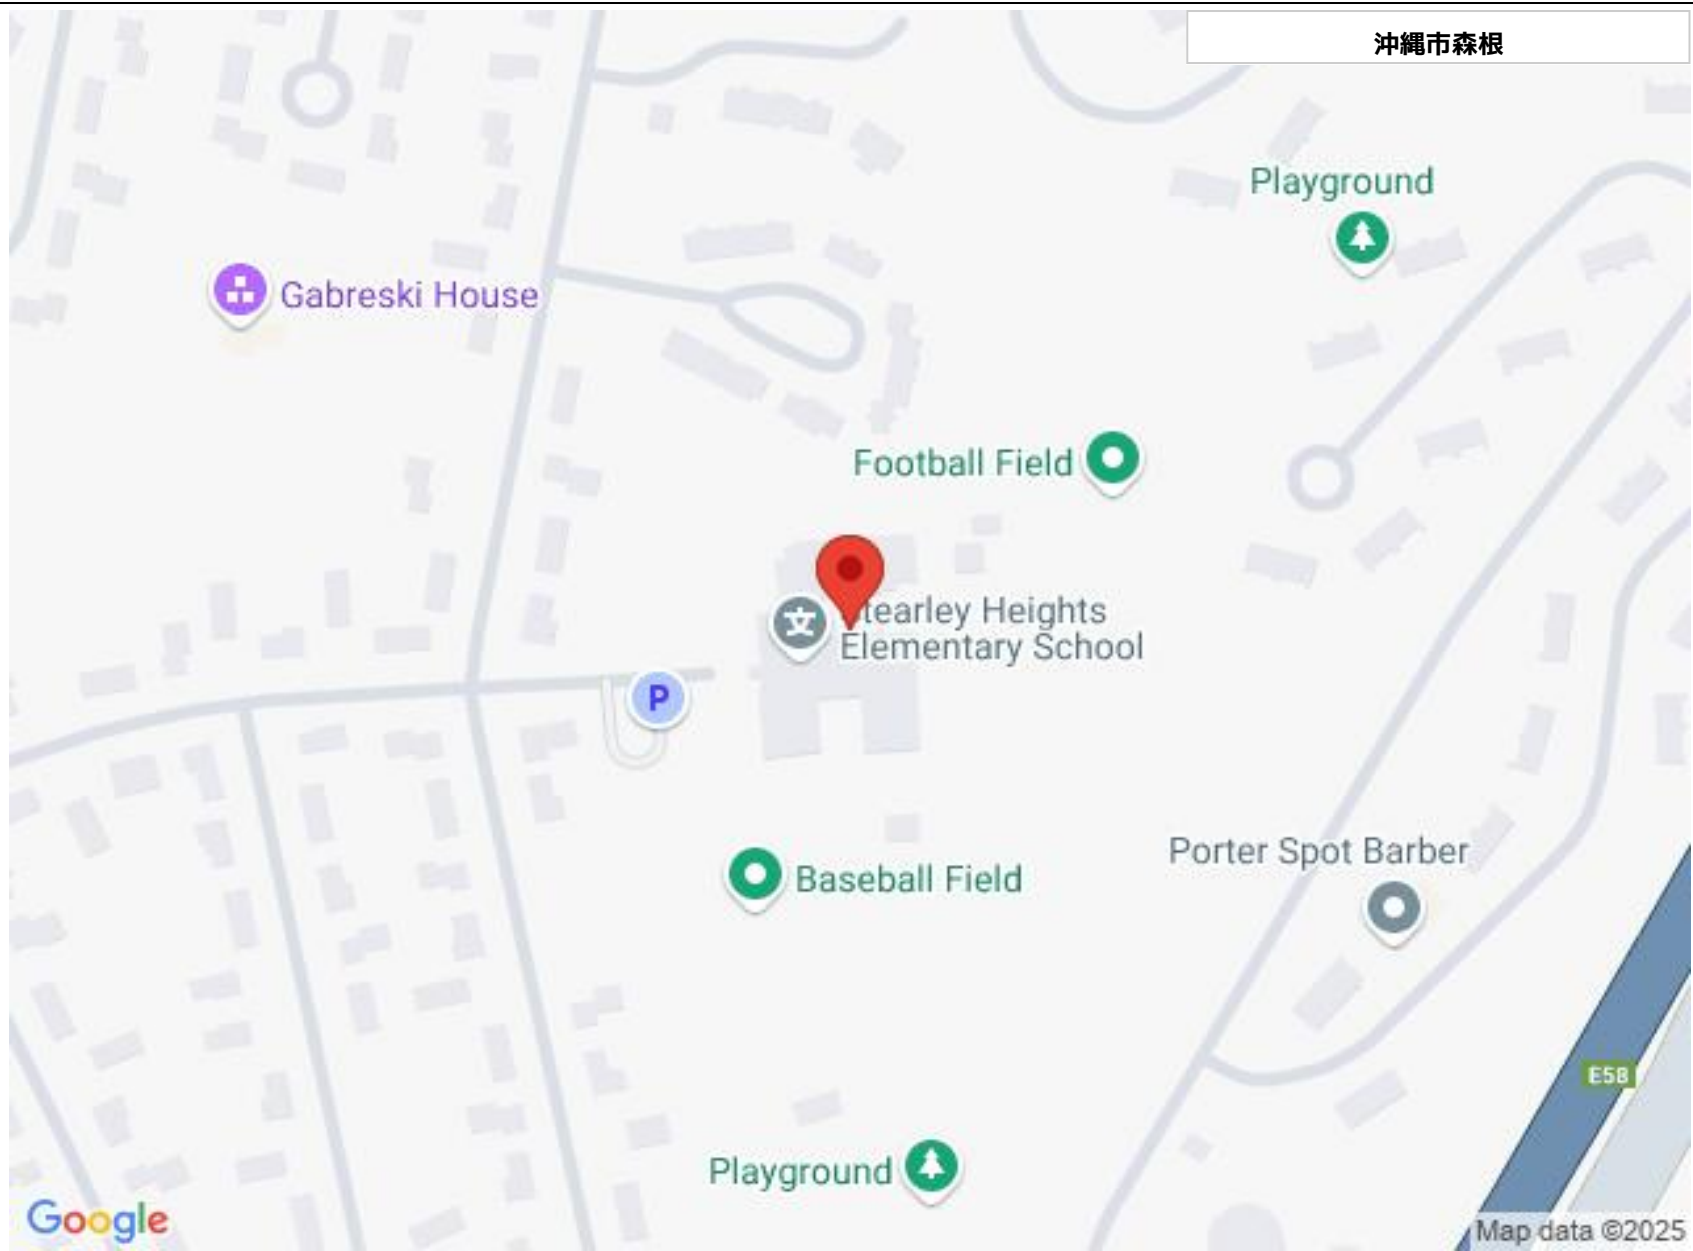 沖縄市森根
Playground
Gabreski House
Football Field
tearley Heights
Elementary School
P
Porter Spot Barber
Baseball Field
E58
Playground
Google
Map data ©2025